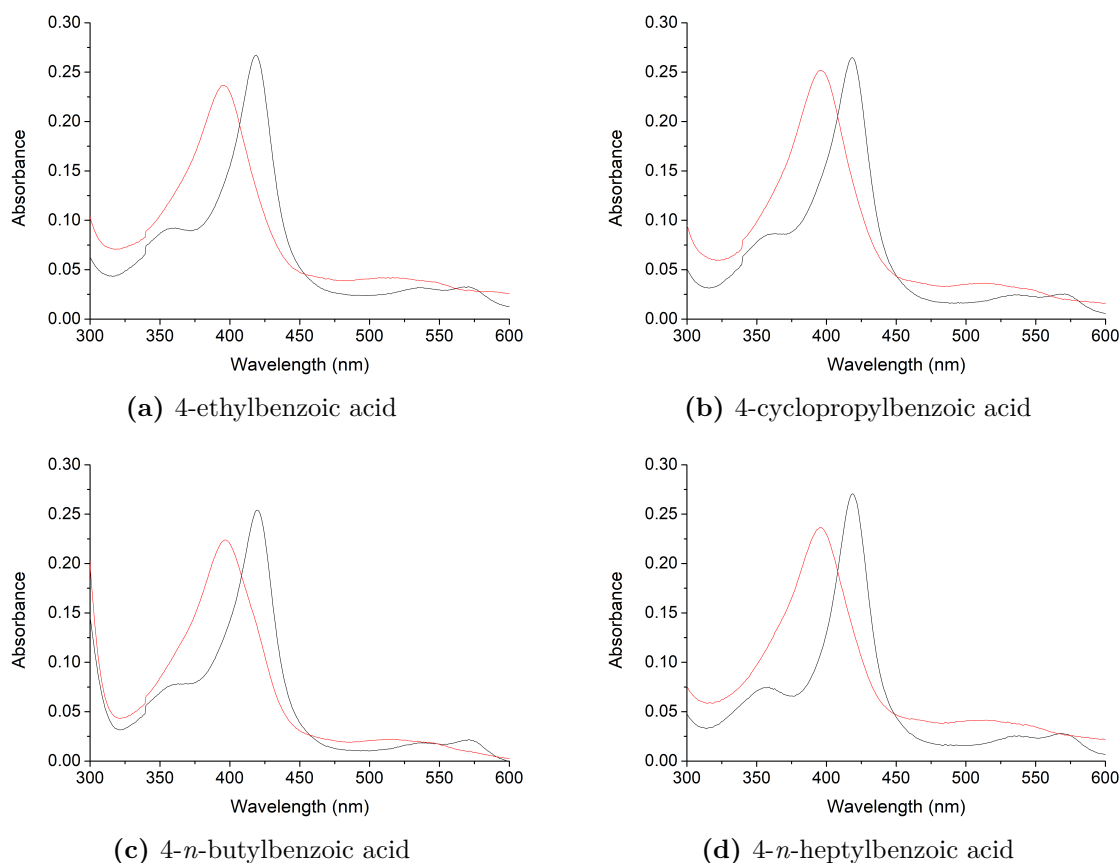 0.30
0.25
0.20
0.15
0.10
0.05
0.00
Absorbance
300 350 400 450 500 550 600
Wavelength (nm)
(a) 4-ethylbenzoic acid
0.30
0.25
0.20
0.15
0.10
0.05
0.00
Absorbance
300 350 400 450 500 550 600
Wavelength (nm)
(b) 4-cyclopropylbenzoic acid
0.30
0.25
0.20
0.15
0.10
0.05
0.00
Absorbance
300 350 400 450 500 550 600
Wavelength (nm)
(c) 4-n-butylbenzoic acid
0.30
0.25
0.20
0.15
0.10
0.05
0.00
Absorbance
300 350 400 450 500 550 600
Wavelength (nm)
(d) 4-n-heptylbenzoic acid